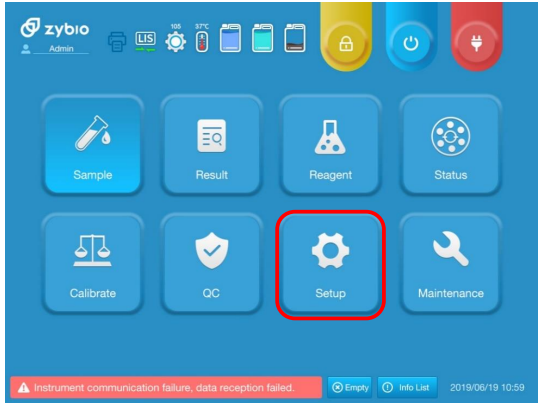 zybio
Admin
LIS
105
37°C
Sample
Result
Reagent
Status
Calibrate
QC
Setup
Maintenance
Instrument communication failure, data reception failed.
Empty
Info List
2019/06/19 10:59